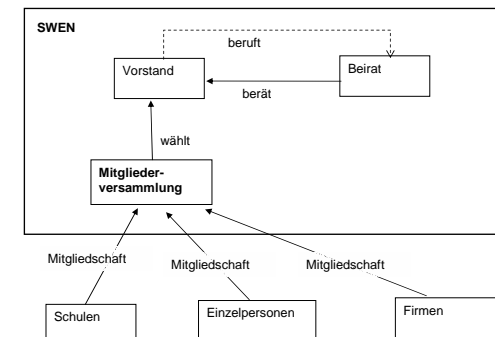 SWEN
beruft
Vorstand
Beirat
berät
wählt
Mitglieder-
versammlung
Mitgliedschaft
Mitgliedschaft
Mitgliedschaft
Schulen
Einzelpersonen
Firmen